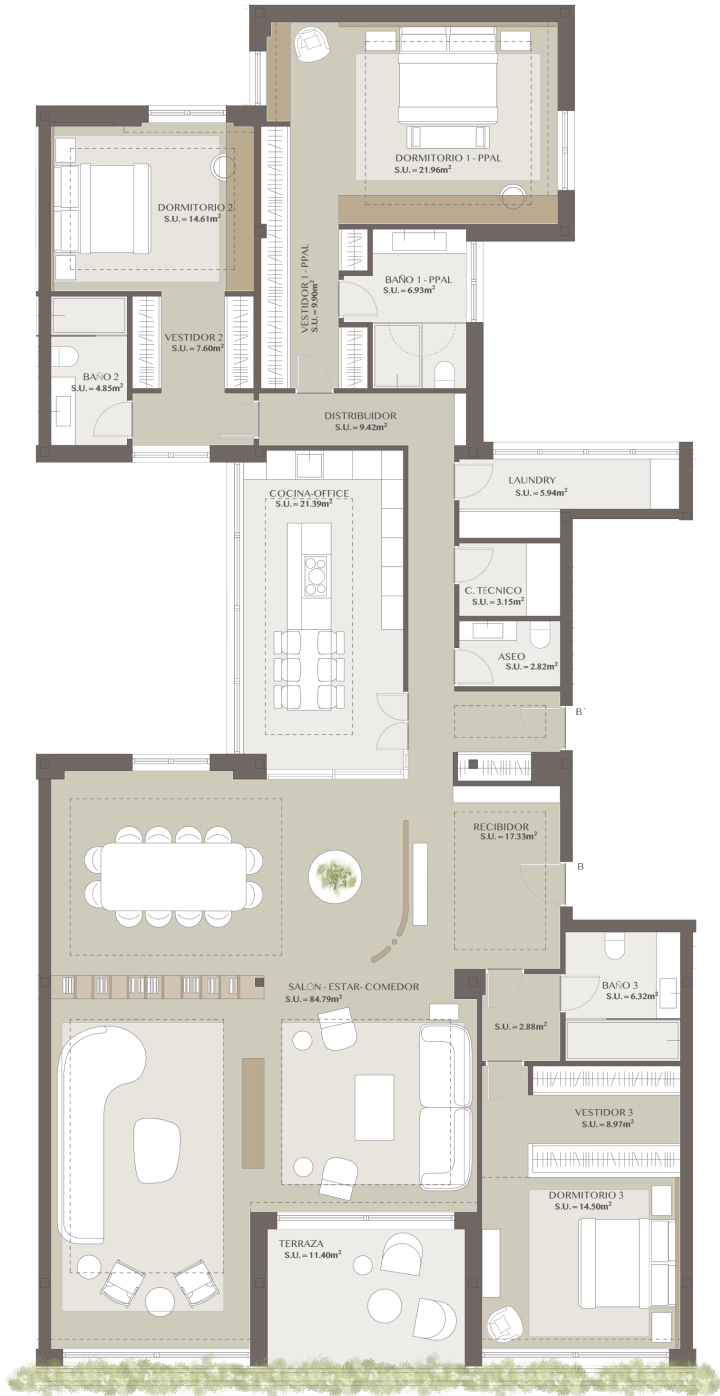 DORMITORIO 1 - PPAL
S.U. = 21.96m²
DORMITORIO 2
S.U. = 14.61m²
VESTIDOR 1 - PPAL
S.U. = 9.90m²
BAÑO 1 - PPAL
S.U. = 6.93m²
VESTIDOR 2
S.U. = 7.60m²
BAÑO 2
S.U. = 4.85m²
DISTRIBUIDOR
S.U. = 9.42m²
COCINA-OFFICE
S.U. = 21.39m²
LAUNDRY
S.U. = 5.94m²
C. TÉCNICO
S.U. = 3.15m²
ASEO
S.U. = 2.82m²
B´
RECIBIDOR
S.U. = 17.33m²
B
SALÓN - ESTAR- COMEDOR
S.U. = 84.79m²
BAÑO 3
S.U. = 6.32m²
S.U. = 2.88m²
VESTIDOR 3
S.U. = 8.97m²
DORMITORIO 3
S.U. = 14.50m²
TERRAZA
S.U. = 11.40m²